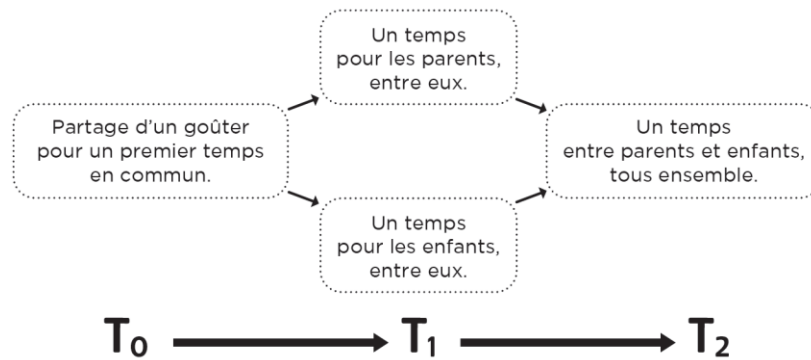 Un temps
pour les parents,
entre eux.
Partage d'un goûter
pour un premier temps
en commun.
Un temps
entre parents et enfants,
tous ensemble.
Un temps
pour les enfants,
entre eux.
T₀ T₁ T₂